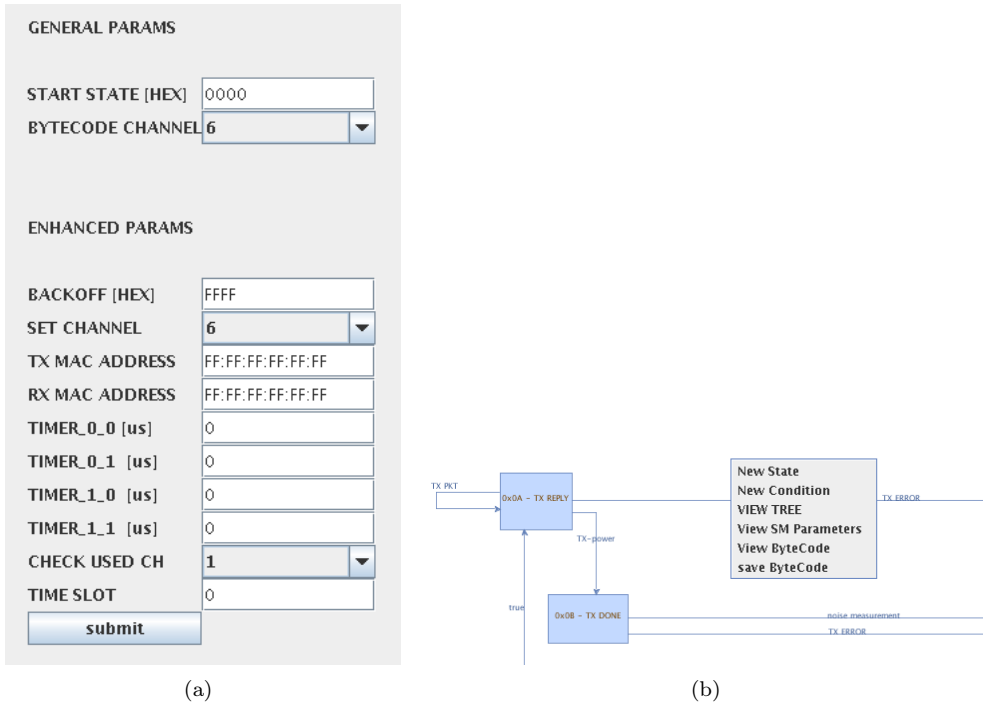 GENERAL PARAMS
START STATE [HEX] 0000
BYTECODE CHANNEL 6
ENHANCED PARAMS
BACKOFF [HEX] FFFF
SET CHANNEL 6
TX MAC ADDRESS FF:FF:FF:FF:FF:FF
RX MAC ADDRESS FF:FF:FF:FF:FF:FF
TIMER_0_0 [us] 0
TIMER_0_1 [us] 0
TIMER_1_0 [us] 0
TIMER_1_1 [us] 0
CHECK USED CH 1
TIME SLOT 0
submit
(a)
TX PKT
0x0A - TX REPLY
TX-power
true
0x0B - TX DONE
New State
New Condition
VIEW TREE
View SM Parameters
View ByteCode
save ByteCode
TX ERROR
noise measurement
TX ERROR
(b)